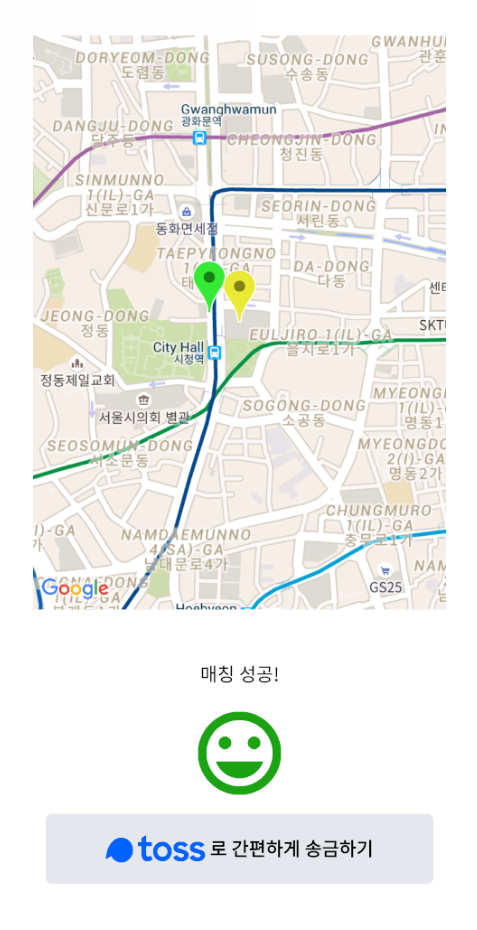 GWANHU
관훈
DORYEOM-DONG
도렴동
SUSONG-DONG
수송동
Gwanghwamun
광화문역
DANGJU-DONG
당주동
CHEONGJIN-DONG
청진동
SINMUNNO
1(IL)-GA
신문로1가
SEORIN-DONG
서린동
동화면세점
TAEPYEONGNO
DA-DONG
다동
센터
JEONG-DONG
정동
SKT
EULJIRO 1(IL)-GA
을지로1가
City Hall
시청역
정동제일교회
서울시의회 별관
SOGONG-DONG
소공동
MYEONG
1(IL)-
명동1
SEOSOMUN-DONG
서소문동
MYEONGDO
2(I)-GA
명동2가
CHUNGMURO
1(IL)-GA
충무로1가
)-GA
NAMDAEMUNNO
4(SA)-GA
남대문로4가
NAM
Google
GS25
Hoehyeon
매칭 성공!
toss 로 간편하게 송금하기